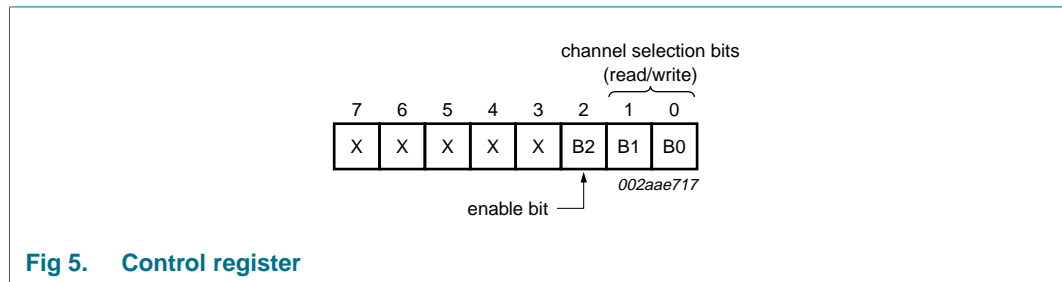 channel selection bits
(read/write)
7 6 5 4 3 2 1 0
X X X X X B2 B1 B0
002aae717
enable bit
Fig 5. Control register